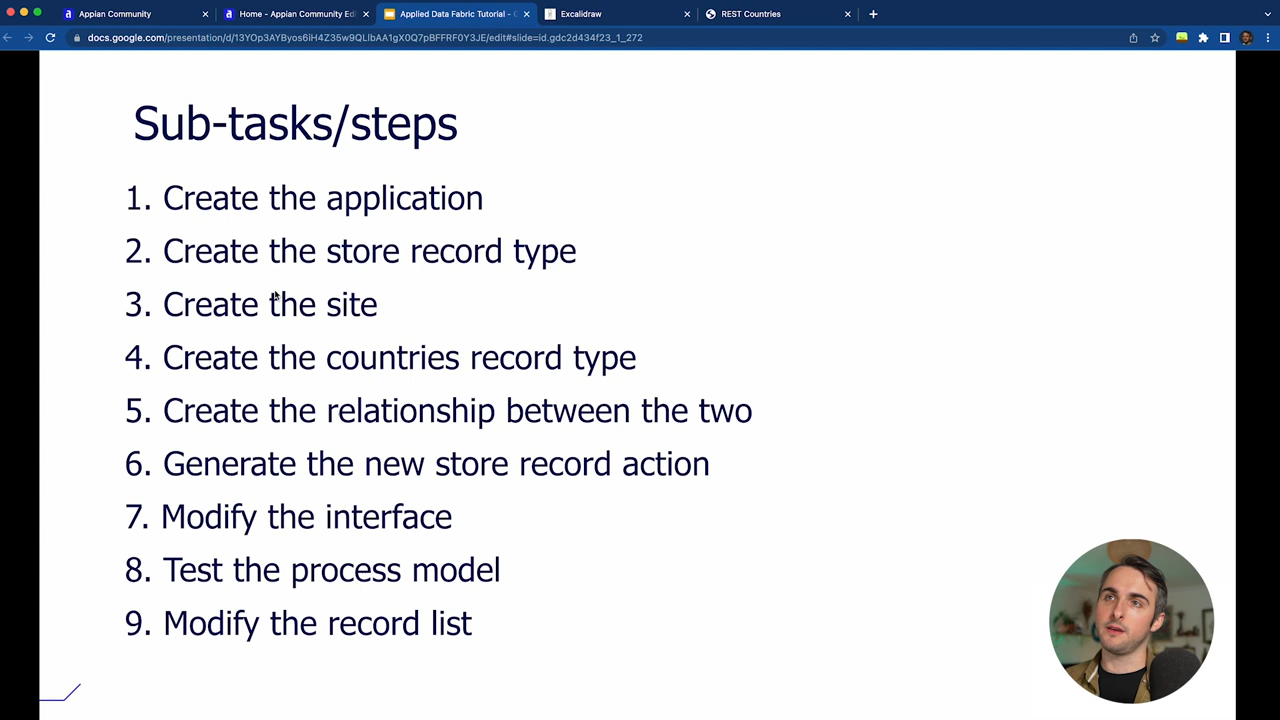 Appian Community
Home - Appian Community Edi
Applied Data Fabric Tutorial - G
Excalidraw
REST Countries
docs.google.com/presentation/d/13YOp3AYByos6iH4Z35w9QLIbAA1gX0Q7pBFFRF0Y3JE/edit#slide=id.gdc2d434f23_1_272
Sub-tasks/steps
1. Create the application
2. Create the store record type
3. Create the site
4. Create the countries record type
5. Create the relationship between the two
6. Generate the new store record action
7. Modify the interface
8. Test the process model
9. Modify the record list